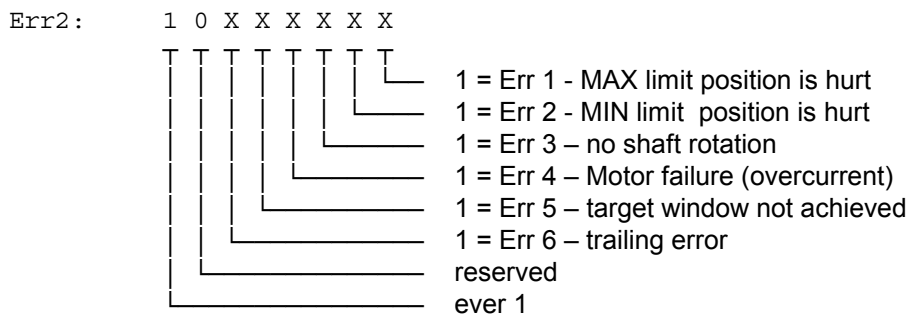 Err2: 1 0 X X X X X X
1 = Err 1 - MAX limit position is hurt
1 = Err 2 - MIN limit position is hurt
1 = Err 3 – no shaft rotation
1 = Err 4 – Motor failure (overcurrent)
1 = Err 5 – target window not achieved
1 = Err 6 – trailing error
reserved
ever 1